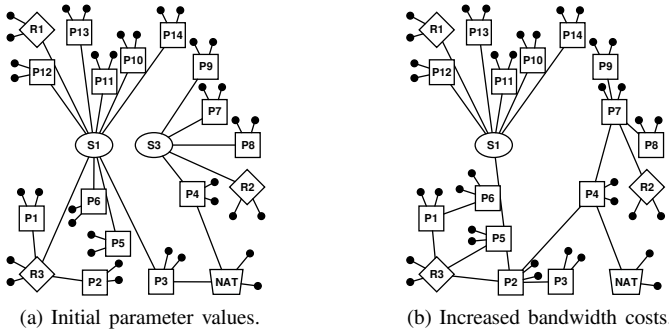 R1
P13
P14
P10
P12
P11
P9
P7
S1
S3
P8
P4
R2
P6
P1
P5
R3
P2
P3
NAT
(a) Initial parameter values.
R1
P13
P14
P10
P12
P11
P9
P7
S1
P8
P4
R2
P6
P1
P5
R3
P2
P3
NAT
(b) Increased bandwidth costs